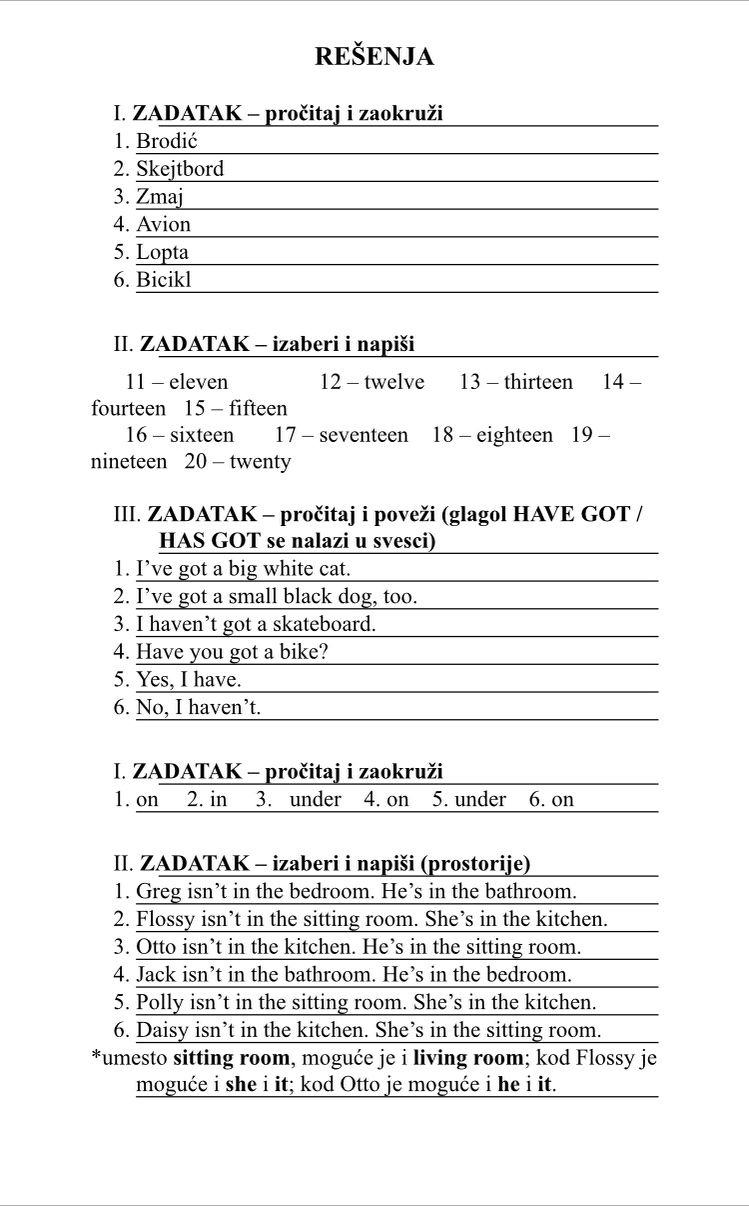 REŠENJA
I. ZADATAK – pročitaj i zaokruži
1. Brodić
2. Skejtbord
3. Zmaj
4. Avion
5. Lopta
6. Bicikl
II. ZADATAK – izaberi i napiši
11 – eleven 12 – twelve 13 – thirteen 14 –
fourteen 15 – fifteen
16 – sixteen 17 – seventeen 18 – eighteen 19 –
nineteen 20 – twenty
III. ZADATAK – pročitaj i poveži (glagol HAVE GOT /
HAS GOT se nalazi u svesci)
1. I’ve got a big white cat.
2. I’ve got a small black dog, too.
3. I haven’t got a skateboard.
4. Have you got a bike?
5. Yes, I have.
6. No, I haven’t.
I. ZADATAK – pročitaj i zaokruži
1. on 2. in 3. under 4. on 5. under 6. on
II. ZADATAK – izaberi i napiši (prostorije)
1. Greg isn’t in the bedroom. He’s in the bathroom.
2. Flossy isn’t in the sitting room. She’s in the kitchen.
3. Otto isn’t in the kitchen. He’s in the sitting room.
4. Jack isn’t in the bathroom. He’s in the bedroom.
5. Polly isn’t in the sitting room. She’s in the kitchen.
6. Daisy isn’t in the kitchen. She’s in the sitting room.
*umesto sitting room, moguće je i living room; kod Flossy je
moguće i she i it; kod Otto je moguće i he i it.